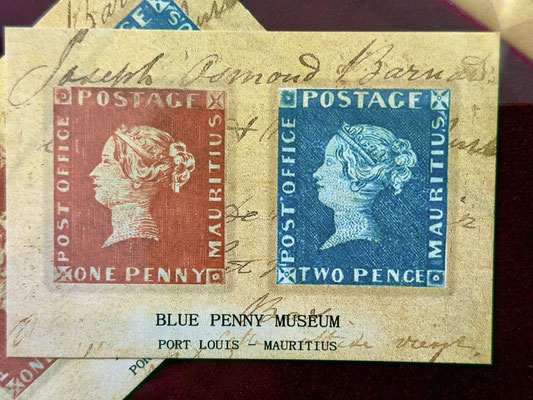 Joseph Osmond Barnard
POSTAGE
POST OFFICE
MAURITIUS
ONE PENNY
POSTAGE
POST OFFICE
MAURITIUS
TWO PENCE
BLUE PENNY MUSEUM
PORT LOUIS - MAURITIUS